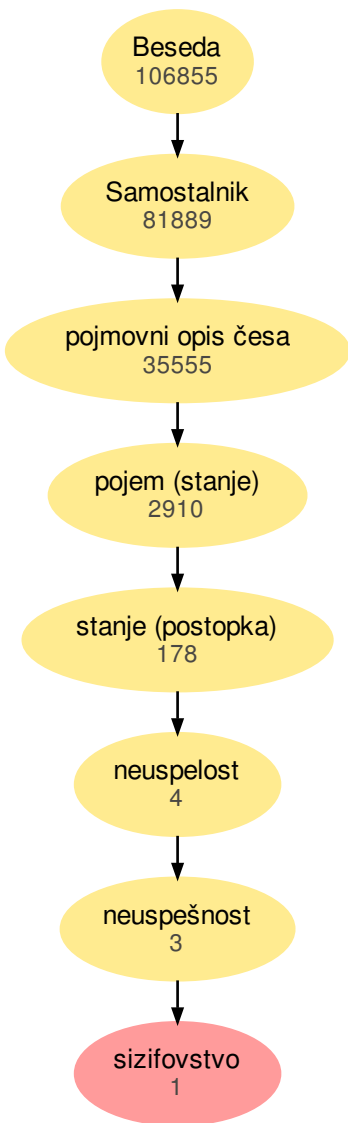 Beseda
106855
Samostalnik
81889
pojmovni opis česa
35555
pojem (stanje)
2910
stanje (postopka)
178
neuspelost
4
neuspešnost
3
sizifovstvo
1